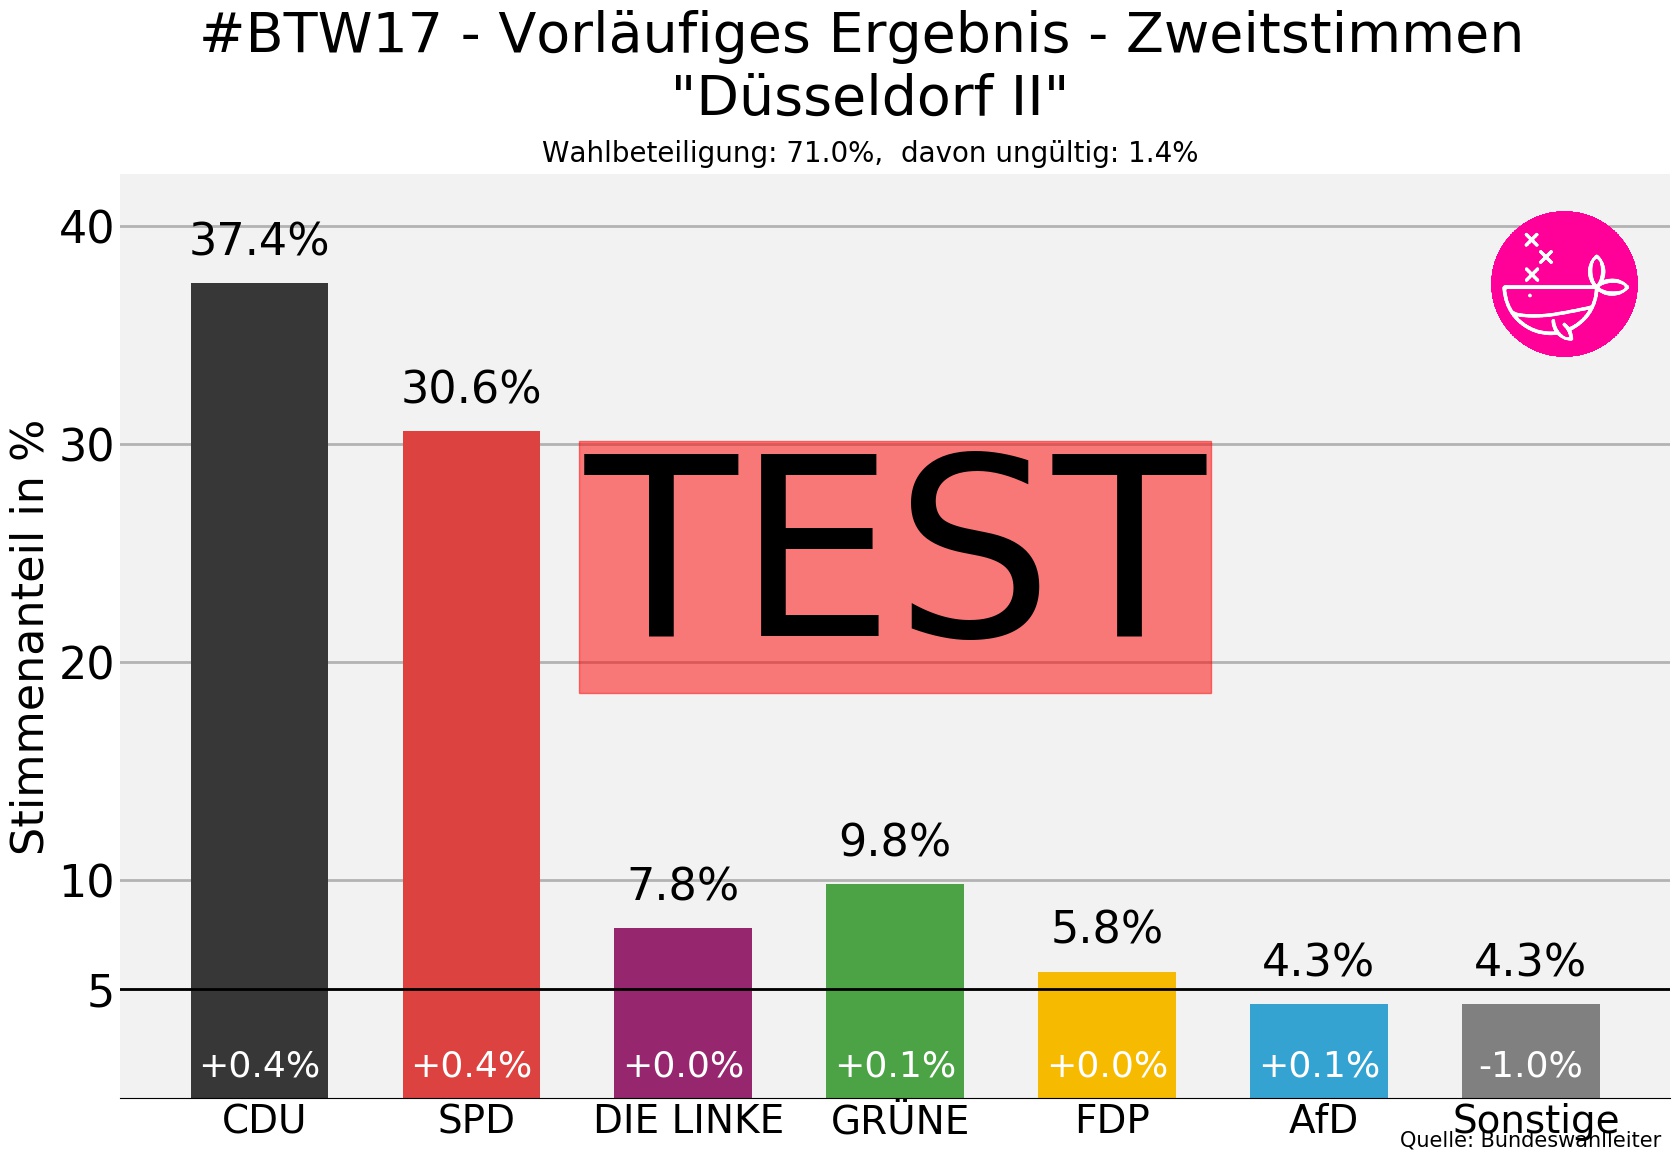 #BTW17 - Vorläufiges Ergebnis - Zweitstimmen
"Düsseldorf II"
Wahlbeteiligung: 71.0%,  davon ungültig: 1.4%
Stimmenanteil in %
40
30
20
10
5
37.4%
30.6%
7.8%
9.8%
5.8%
4.3%
4.3%
TEST
+0.4%
+0.4%
+0.0%
+0.1%
+0.0%
+0.1%
-1.0%
CDU
SPD
DIE LINKE
GRÜNE
FDP
AfD
Sonstige
Quelle: Bundeswahlleiter